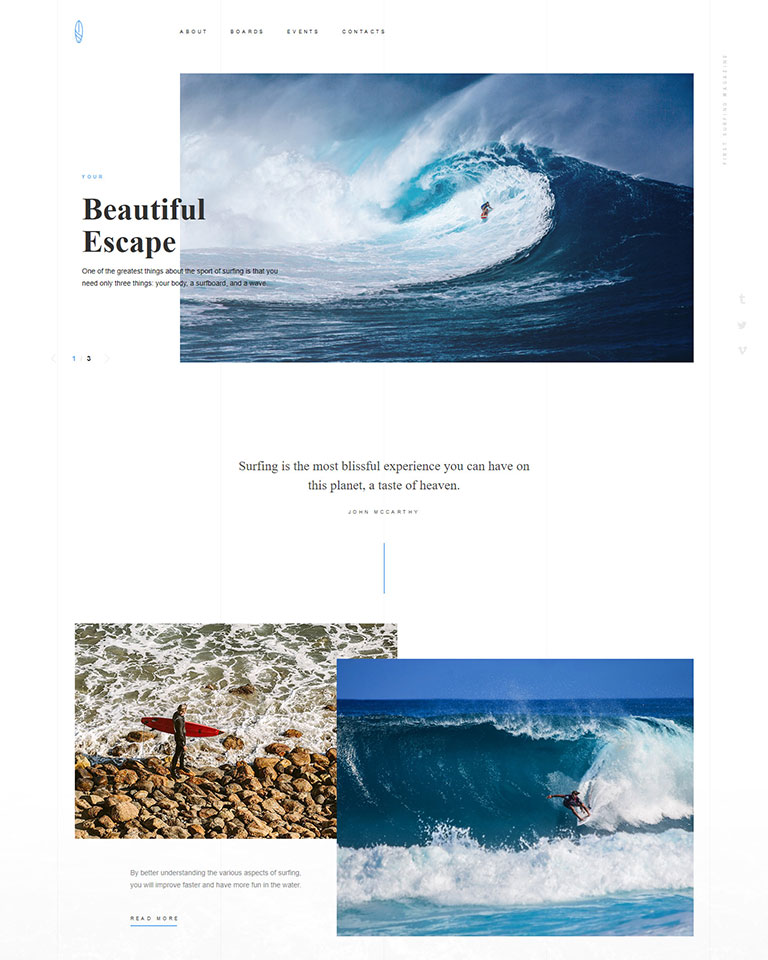 ABOUT BOARDS EVENTS CONTACTS
FIRST SURFING MAGAZINE
YOUR
Beautiful
Escape
One of the greatest things about the sport of surfing is that you
need only three things: your body, a surfboard, and a wave.
1 / 3
Surfing is the most blissful experience you can have on
this planet, a taste of heaven.
JOHN MCCARTHY
By better understanding the various aspects of surfing,
you will improve faster and have more fun in the water.
READ MORE